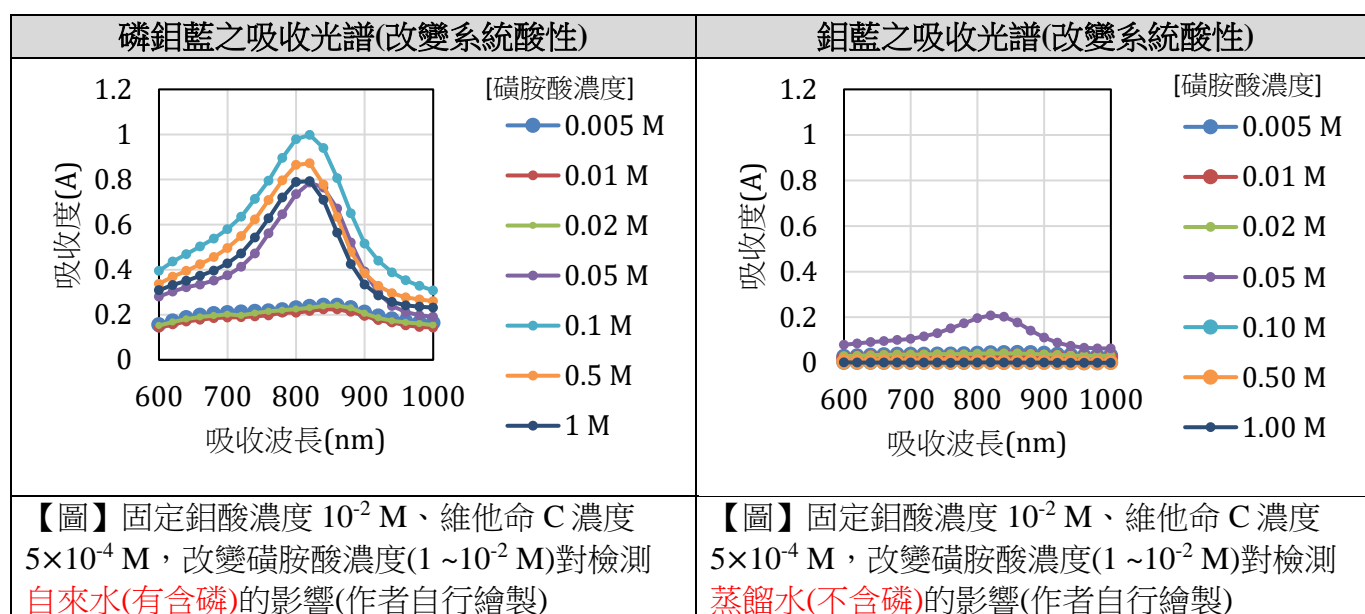 磷鉬藍之吸收光譜(改變系統酸性)
鉬藍之吸收光譜(改變系統酸性)
吸收度(A)
1.2
1
0.8
0.6
0.4
0.2
0
600 700 800 900 1000
吸收波長(nm)
[磺胺酸濃度]
0.005 M
0.01 M
0.02 M
0.05 M
0.1 M
0.5 M
1 M
吸收度(A)
1.2
1
0.8
0.6
0.4
0.2
0
600 700 800 900 1000
吸收波長(nm)
[磺胺酸濃度]
0.005 M
0.01 M
0.02 M
0.05 M
0.10 M
0.50 M
1.00 M
【圖】固定鉬酸濃度 10⁻² M、維他命 C 濃度
5×10⁻⁴ M，改變磺胺酸濃度(1 ~10⁻² M)對檢測
自來水(有含磷)的影響(作者自行繪製)
【圖】固定鉬酸濃度 10⁻² M、維他命 C 濃度
5×10⁻⁴ M，改變磺胺酸濃度(1 ~10⁻² M)對檢測
蒸餾水(不含磷)的影響(作者自行繪製)